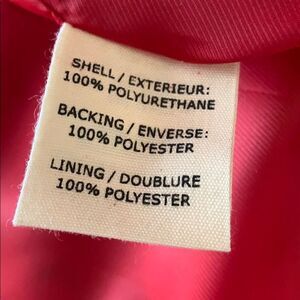 SHELL / EXTERIEUR:
100% POLYURETHANE
BACKING / ENVERSE:
100% POLYESTER
LINING / DOUBLURE
100% POLYESTER